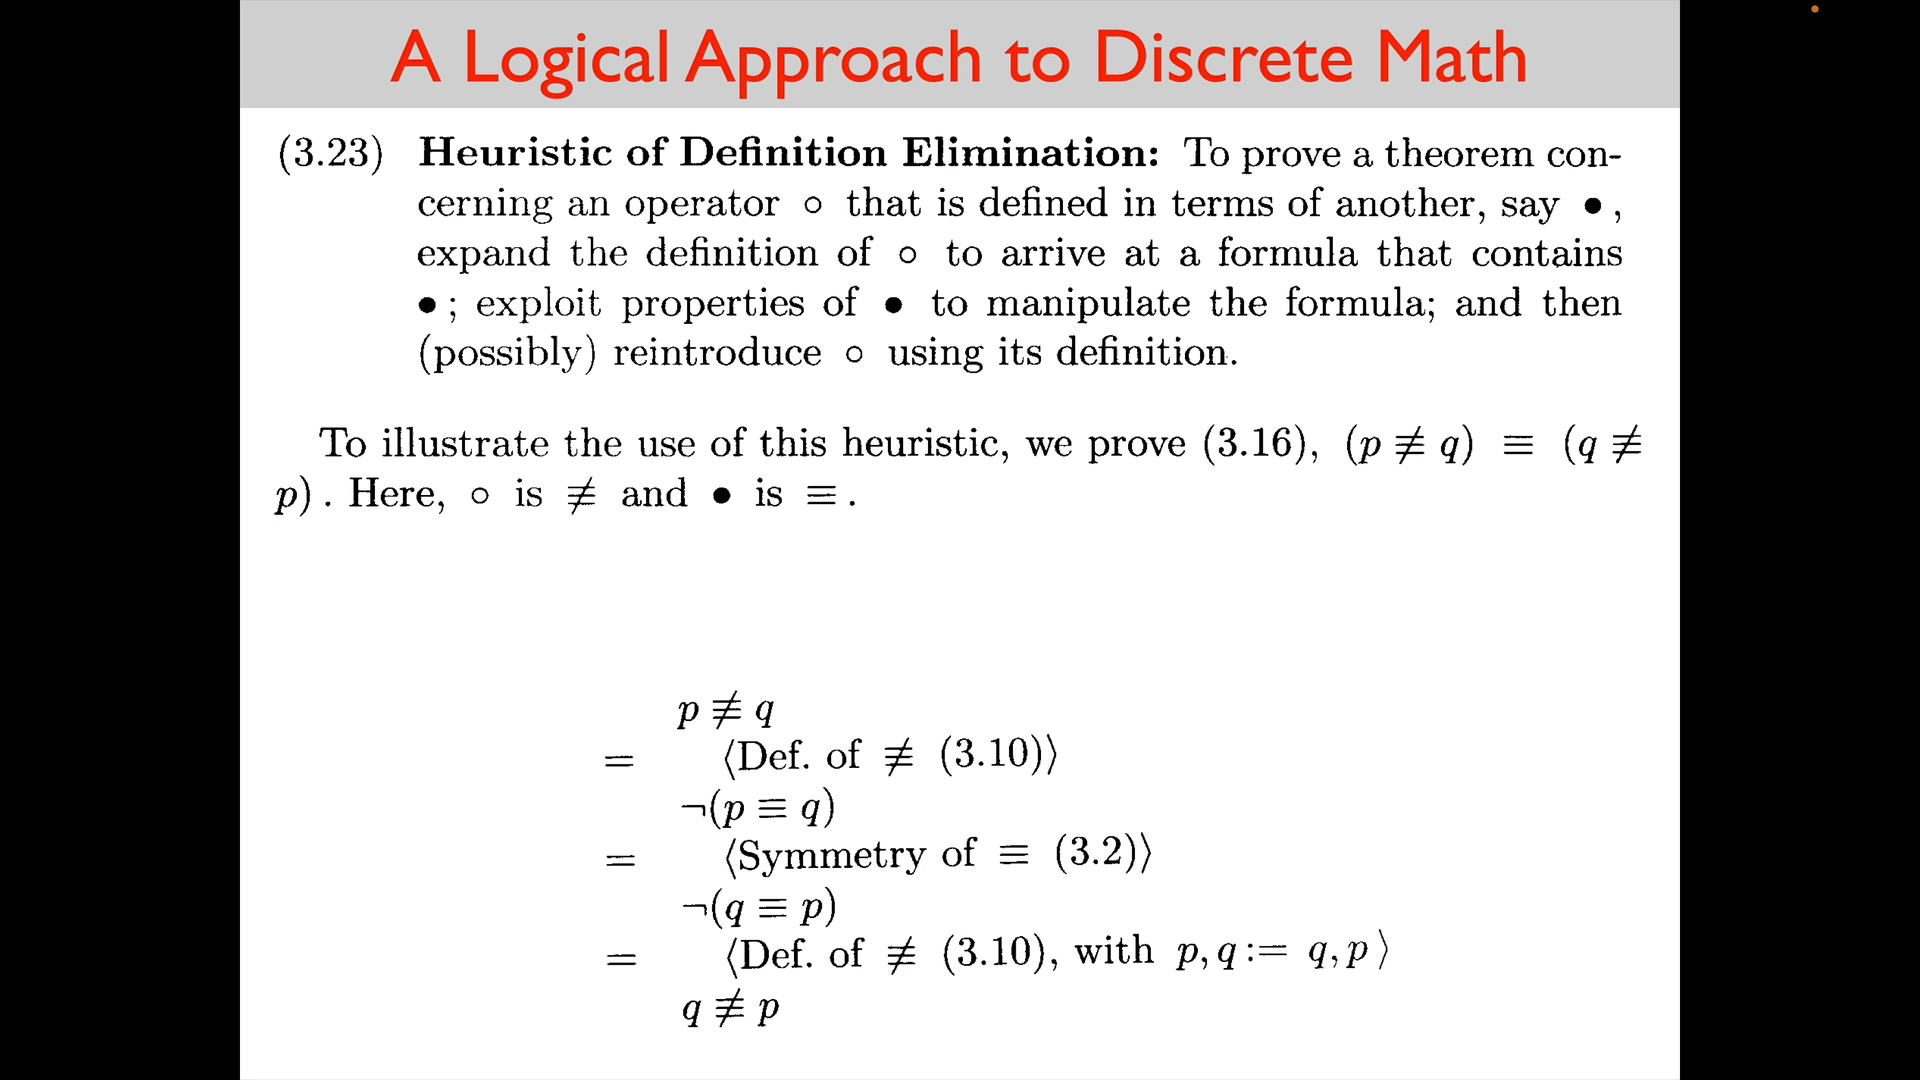 A Logical Approach to Discrete Math
(3.23) Heuristic of Definition Elimination: To prove a theorem con-
cerning an operator ∘ that is defined in terms of another, say •,
expand the definition of ∘ to arrive at a formula that contains
•; exploit properties of • to manipulate the formula; and then
(possibly) reintroduce ∘ using its definition.
To illustrate the use of this heuristic, we prove (3.16), (p ≢ q) ≡ (q ≢
p). Here, ∘ is ≢ and • is ≡.
p ≢ q
= ⟨Def. of ≢ (3.10)⟩
¬(p ≡ q)
= ⟨Symmetry of ≡ (3.2)⟩
¬(q ≡ p)
= ⟨Def. of ≢ (3.10), with p, q := q, p⟩
q ≢ p